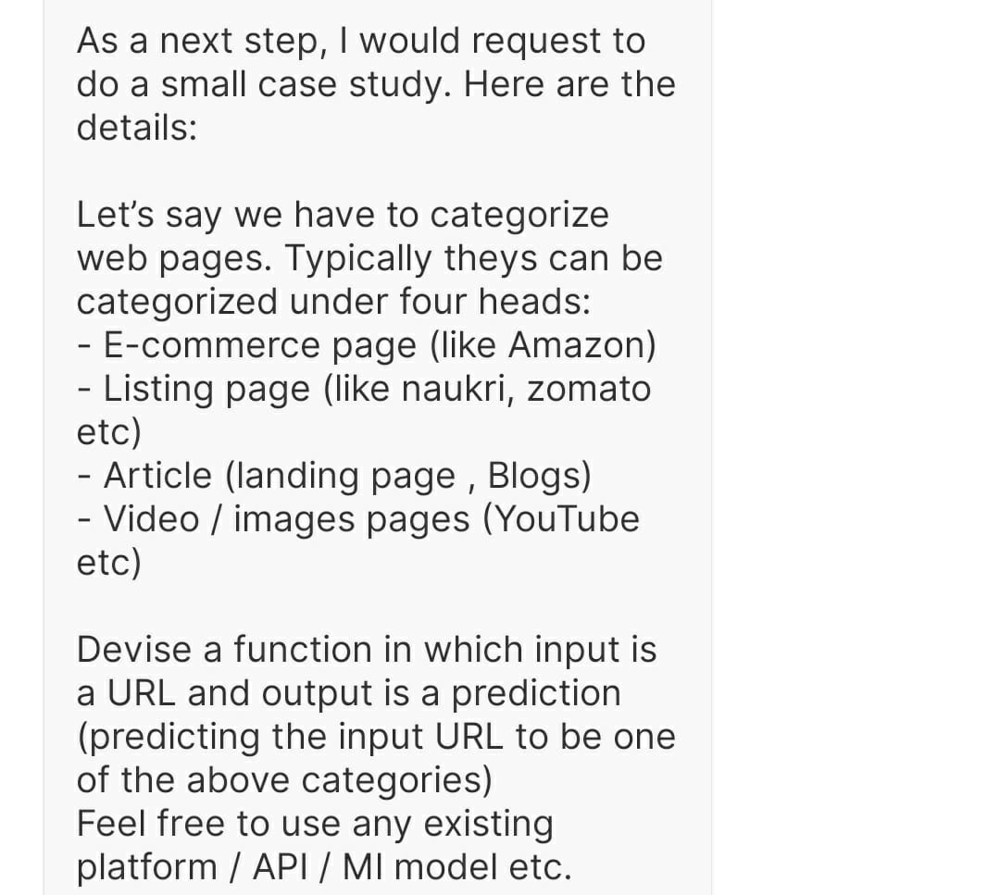 As a next step, I would request to
do a small case study. Here are the
details:
Let’s say we have to categorize
web pages. Typically theys can be
categorized under four heads:
- E-commerce page (like Amazon)
- Listing page (like naukri, zomato
etc)
- Article (landing page , Blogs)
- Video / images pages (YouTube
etc)
Devise a function in which input is
a URL and output is a prediction
(predicting the input URL to be one
of the above categories)
Feel free to use any existing
platform / API / Ml model etc.